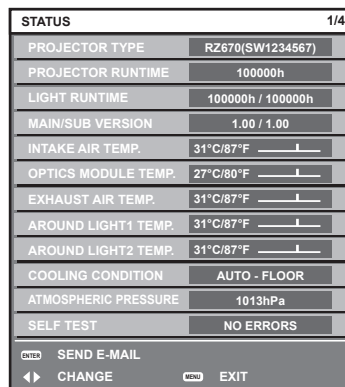 STATUS 1/4
PROJECTOR TYPE RZ670(SW1234567)
PROJECTOR RUNTIME 100000h
LIGHT RUNTIME 100000h / 100000h
MAIN/SUB VERSION 1.00 / 1.00
INTAKE AIR TEMP. 31°C/87°F
OPTICS MODULE TEMP. 27°C/80°F
EXHAUST AIR TEMP. 31°C/87°F
AROUND LIGHT1 TEMP. 31°C/87°F
AROUND LIGHT2 TEMP. 31°C/87°F
COOLING CONDITION AUTO - FLOOR
ATMOSPHERIC PRESSURE 1013hPa
SELF TEST NO ERRORS
ENTER SEND E-MAIL
CHANGE MENU EXIT